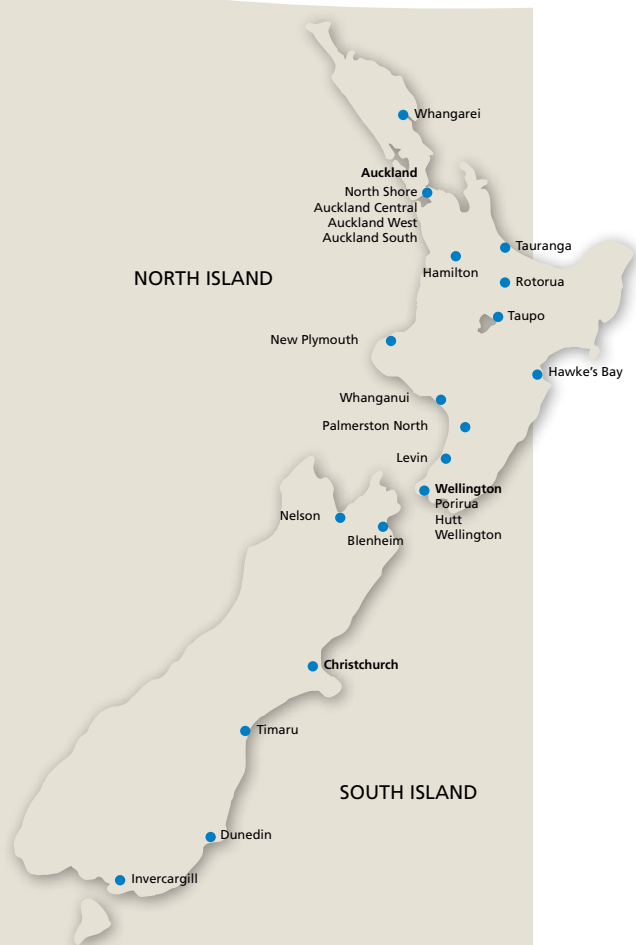 Whangarei
Auckland
North Shore
Auckland Central
Auckland West
Auckland South
Tauranga
Hamilton
NORTH ISLAND
Rotorua
Taupo
New Plymouth
Hawke's Bay
Whanganui
Palmerston North
Levin
Wellington
Porirua
Hutt
Wellington
Nelson
Blenheim
Christchurch
Timaru
SOUTH ISLAND
Dunedin
Invercargill